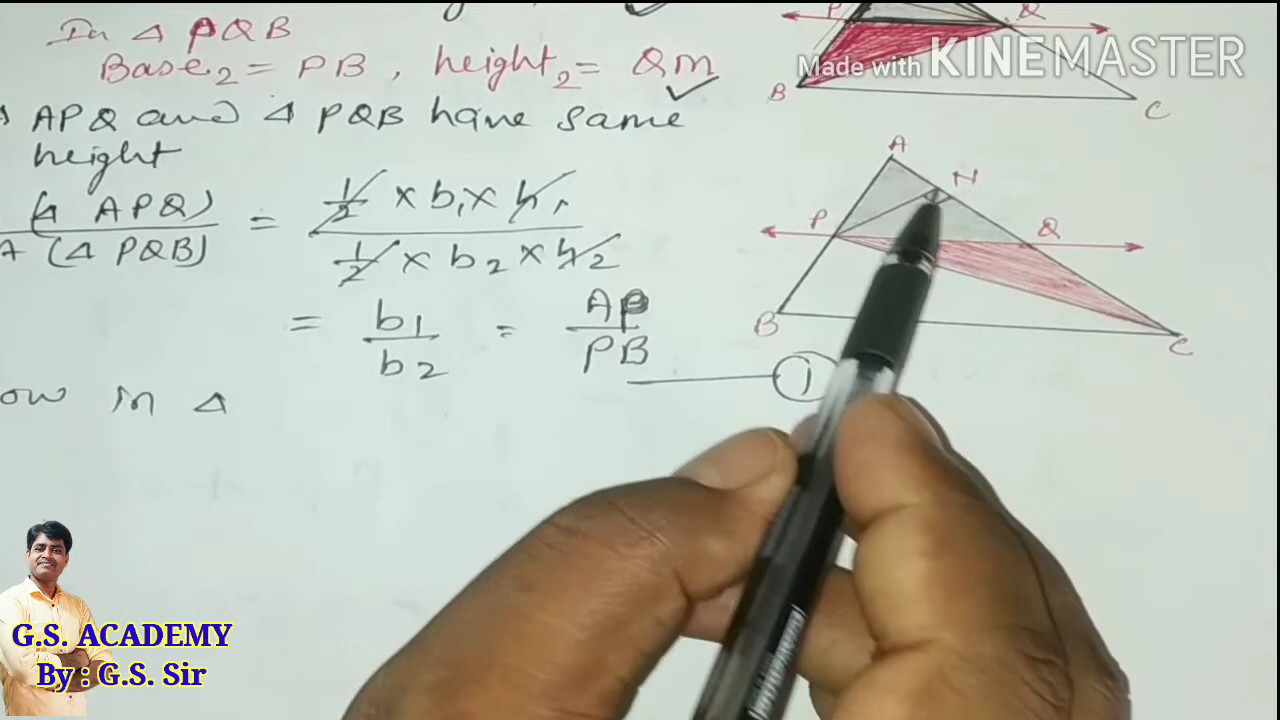 In Δ PQB
Base₂ = PB, height₂ = QM
APQ and Δ PQB have same
height
(Δ APQ) / A (Δ PQB) = ½ × b₁ × h₁ / ½ × b₂ × h₂
= b₁ / b₂ = AP / PB
①
ow in Δ
P Q
B C
Made with KINEMASTER
A
N
P Q
B C
G.S. ACADEMY
By : G.S. Sir